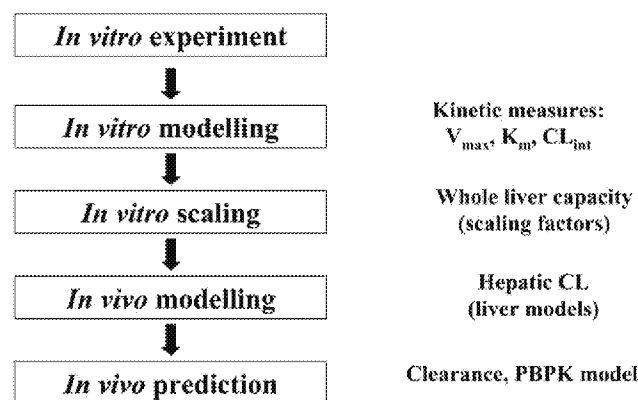 In vitro experiment
In vitro modelling
Kinetic measures:
Vmax, Km, CLint
In vitro scaling
Whole liver capacity
(scaling factors)
In vivo modelling
Hepatic CL
(liver models)
In vivo prediction
Clearance, PBPK model